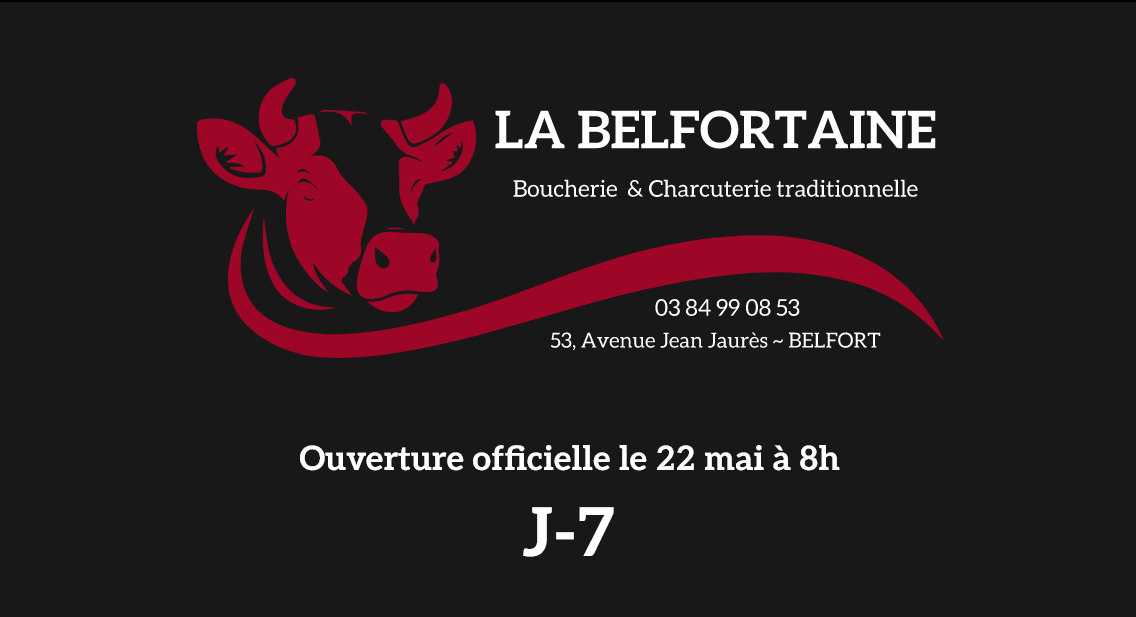 LA BELFORTAINE
Boucherie & Charcuterie traditionnelle
03 84 99 08 53
53, Avenue Jean Jaurès ~ BELFORT
Ouverture officielle le 22 mai à 8h
J-7